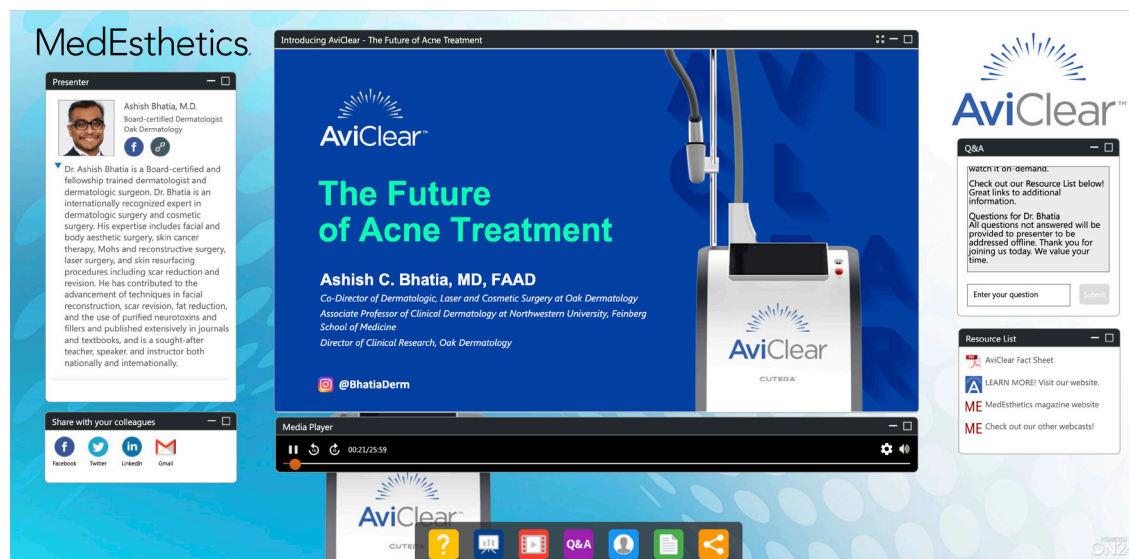 MedEsthetics
Presenter
Ashish Bhatia, M.D.
Board-certified Dermatologist
Oak Dermatology
Dr. Ashish Bhatia is a Board-certified and
fellowship trained dermatologist and
dermatologic surgeon. Dr. Bhatia is an
internationally recognized expert in
dermatologic surgery and cosmetic
surgery. His expertise includes facial and
body aesthetic surgery, skin cancer
therapy, Mohs and reconstructive surgery,
laser surgery, and skin resurfacing
procedures including scar reduction and
revision. He has contributed to the
advancement of techniques in facial
reconstruction, scar revision, fat reduction,
and the use of purified neurotoxins and
fillers and published extensively in journals
and textbooks, and is a sought-after
teacher, speaker, and instructor both
nationally and internationally.
Share with your colleagues
Facebook
Twitter
LinkedIn
Gmail
Introducing AviClear - The Future of Acne Treatment
AviClear™
The Future
of Acne Treatment
Ashish C. Bhatia, MD, FAAD
Co-Director of Dermatologic, Laser and Cosmetic Surgery at Oak Dermatology
Associate Professor of Clinical Dermatology at Northwestern University, Feinberg
School of Medicine
Director of Clinical Research, Oak Dermatology
@BhatiaDerm
AviClear
CUTERA
Media Player
00:21/25:59
AviClear
CUTE
Q&A
AviClear™
Q&A
watch it on-demand.
Check out our Resource List below!
Great links to additional
information.
Questions for Dr. Bhatia
All questions not answered will be
provided to presenter to be
addressed offline. Thank you for
joining us today. We value your
time.
Enter your question
Submit
Resource List
AviClear Fact Sheet
LEARN MORE! Visit our website.
ME MedEsthetics magazine website
ME Check out our other webcasts!
POWERED
ON24